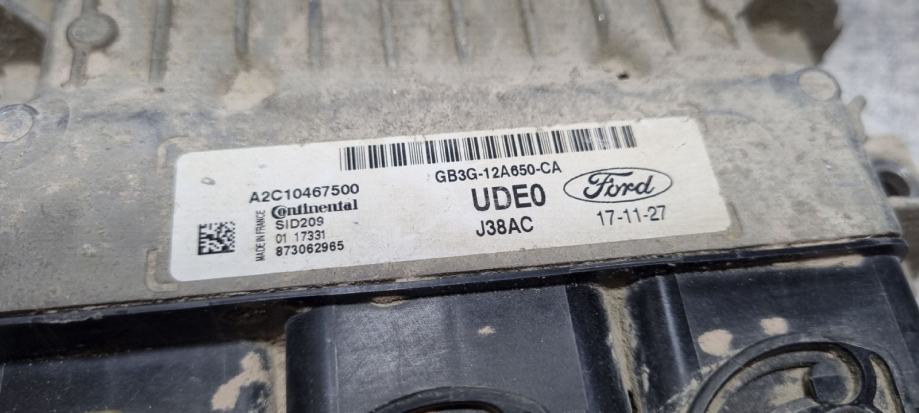 GB3G-12A650-CA
A2C10467500
UDE0
Ford
Continental
SID209
J38AC
17-11-27
01 17331
873062965
MADE IN FRANCE